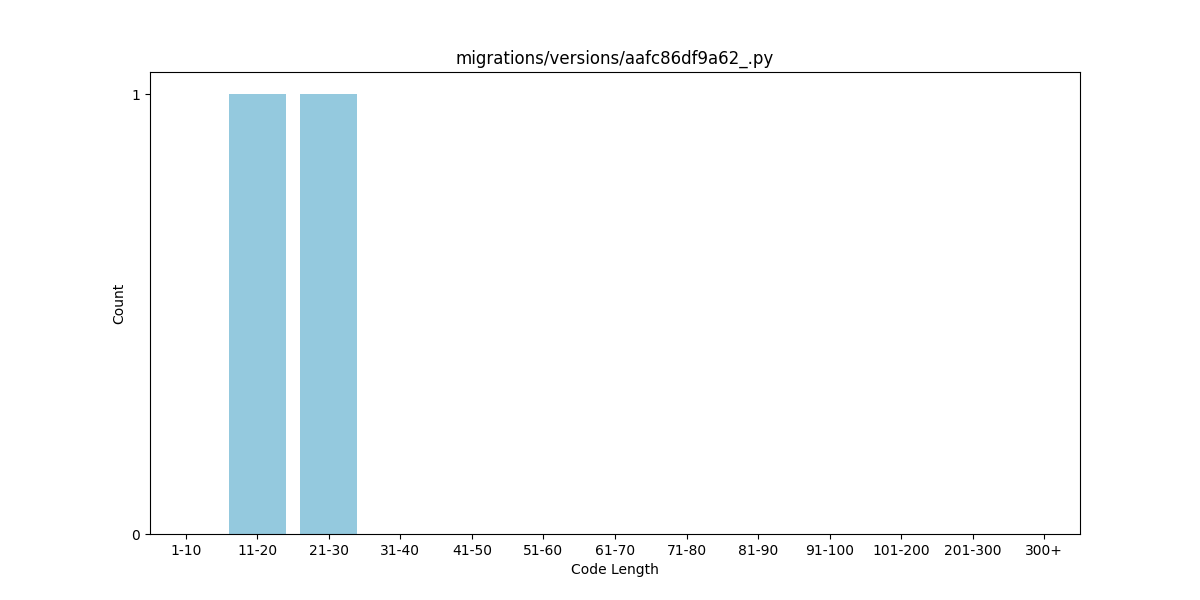 migrations/versions/aafc86df9a62_.py
Count
1
0
1-10 11-20 21-30 31-40 41-50 51-60 61-70 71-80 81-90 91-100 101-200 201-300 300+
Code Length